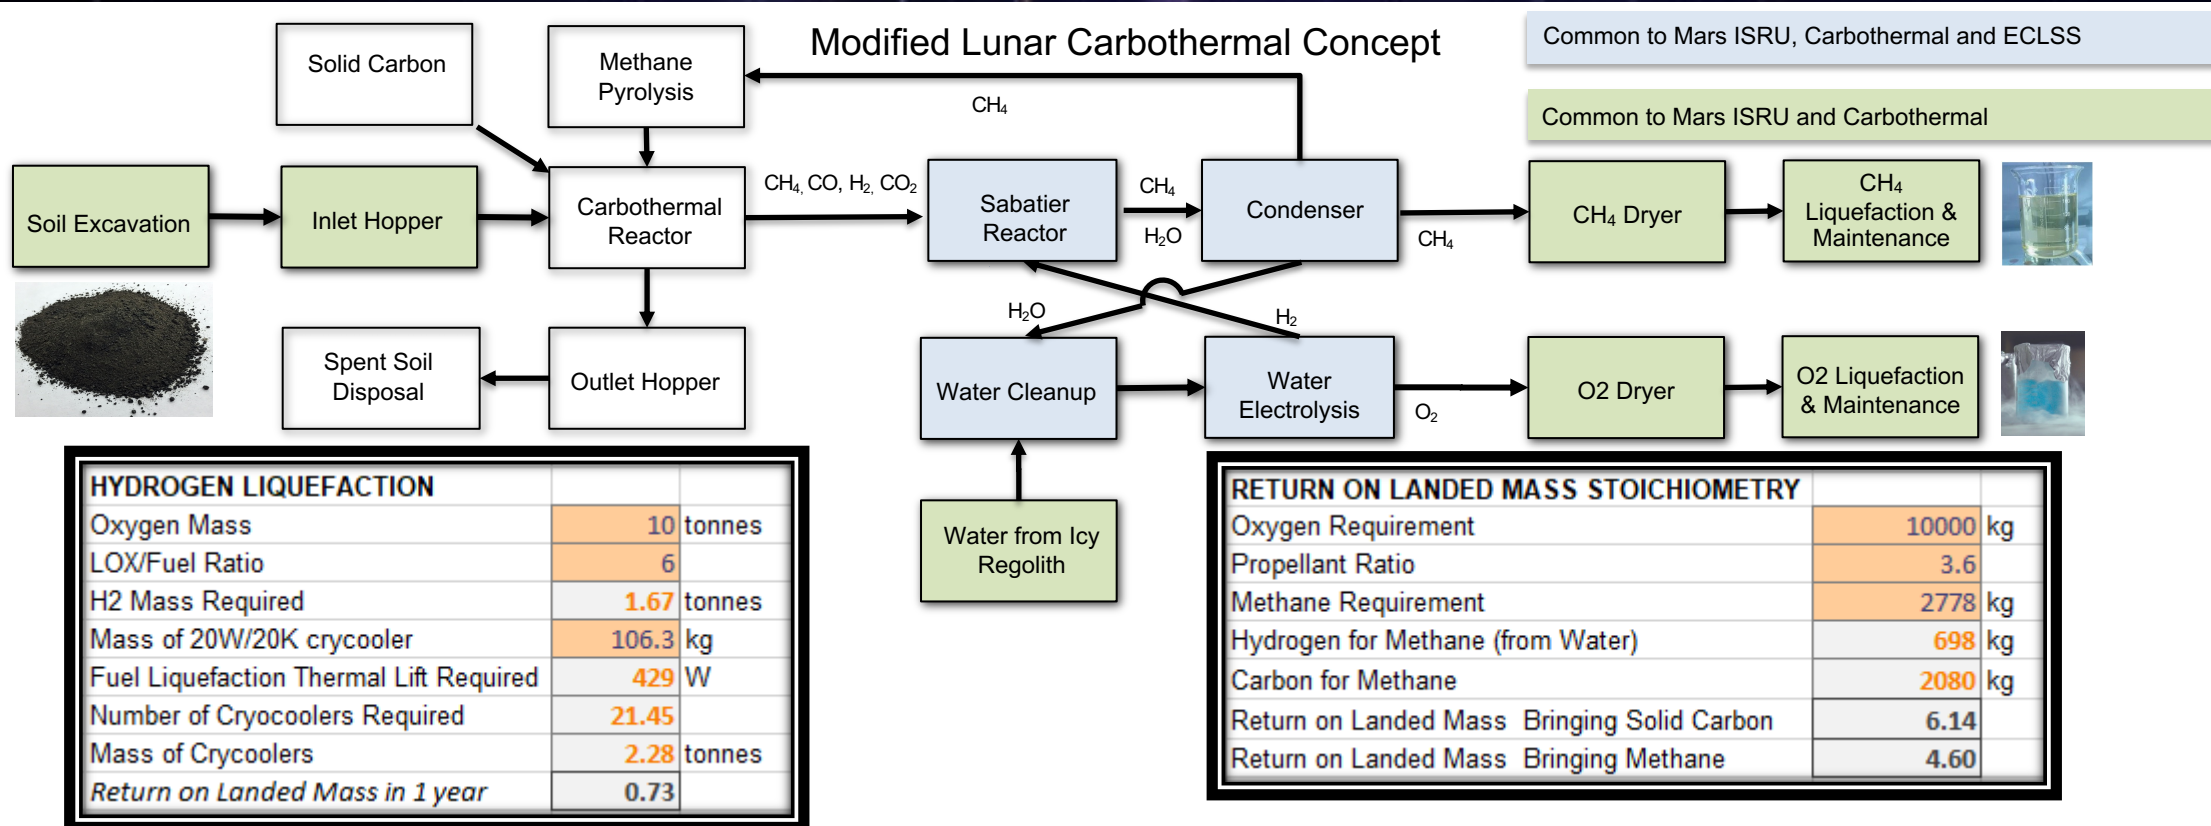 Modified Lunar Carbothermal Concept
Common to Mars ISRU, Carbothermal and ECLSS
Common to Mars ISRU and Carbothermal
Solid Carbon
Methane
Pyrolysis
CH₄
Soil Excavation
Inlet Hopper
Carbothermal
Reactor
CH₄, CO, H₂, CO₂
Sabatier
Reactor
CH₄
H₂O
Condenser
CH₄
CH₄ Dryer
CH₄
Liquefaction &
Maintenance
H₂O
H₂
Spent Soil
Disposal
Outlet Hopper
Water Cleanup
Water
Electrolysis
O₂
O2 Dryer
O2 Liquefaction
& Maintenance
Water from Icy
Regolith
HYDROGEN LIQUEFACTION
Oxygen Mass 10 tonnes
LOX/Fuel Ratio 6
H2 Mass Required 1.67 tonnes
Mass of 20W/20K crycooler 106.3 kg
Fuel Liquefaction Thermal Lift Required 429 W
Number of Cryocoolers Required 21.45
Mass of Crycoolers 2.28 tonnes
Return on Landed Mass in 1 year 0.73
RETURN ON LANDED MASS STOICHIOMETRY
Oxygen Requirement 10000 kg
Propellant Ratio 3.6
Methane Requirement 2778 kg
Hydrogen for Methane (from Water) 698 kg
Carbon for Methane 2080 kg
Return on Landed Mass Bringing Solid Carbon 6.14
Return on Landed Mass Bringing Methane 4.60